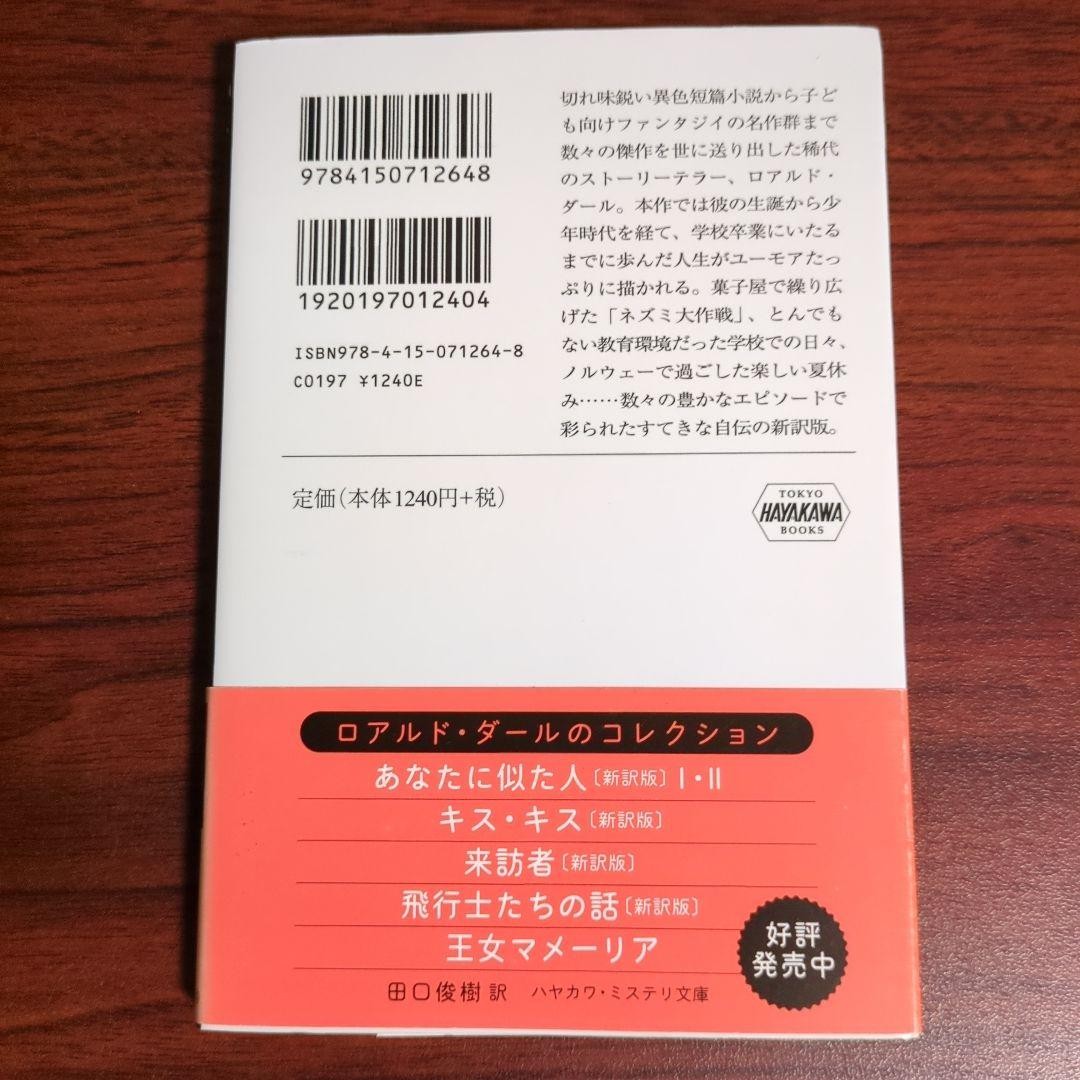 9784150712648
1920197012404
ISBN978-4-15-071264-8
C0197 ¥1240E
切れ味鋭い異色短篇小説から子ど
も向けファンタジイの名作群まで
数々の傑作を世に送り出した稀代
のストーリーテラー、ロアルド・
ダール。本作では彼の生誕から少
年時代を経て、学校卒業にいたる
までに歩んだ人生がユーモアたっ
ぷりに描かれる。菓子屋で繰り広
げた「ネズミ大作戦」、とんでも
ない教育環境だった学校での日々、
ノルウェーで過ごした楽しい夏休
み……数々の豊かなエピソードで
彩られたすてきな自伝の新訳版。
定価(本体1240円+税)
TOKYO
HAYAKAWA
BOOKS
ロアルド・ダールのコレクション
あなたに似た人〔新訳版〕I・II
キス・キス〔新訳版〕
来訪者〔新訳版〕
飛行士たちの話〔新訳版〕
王女マメーリア
田口俊樹 訳 ハヤカワ・ミステリ文庫
好評
発売中